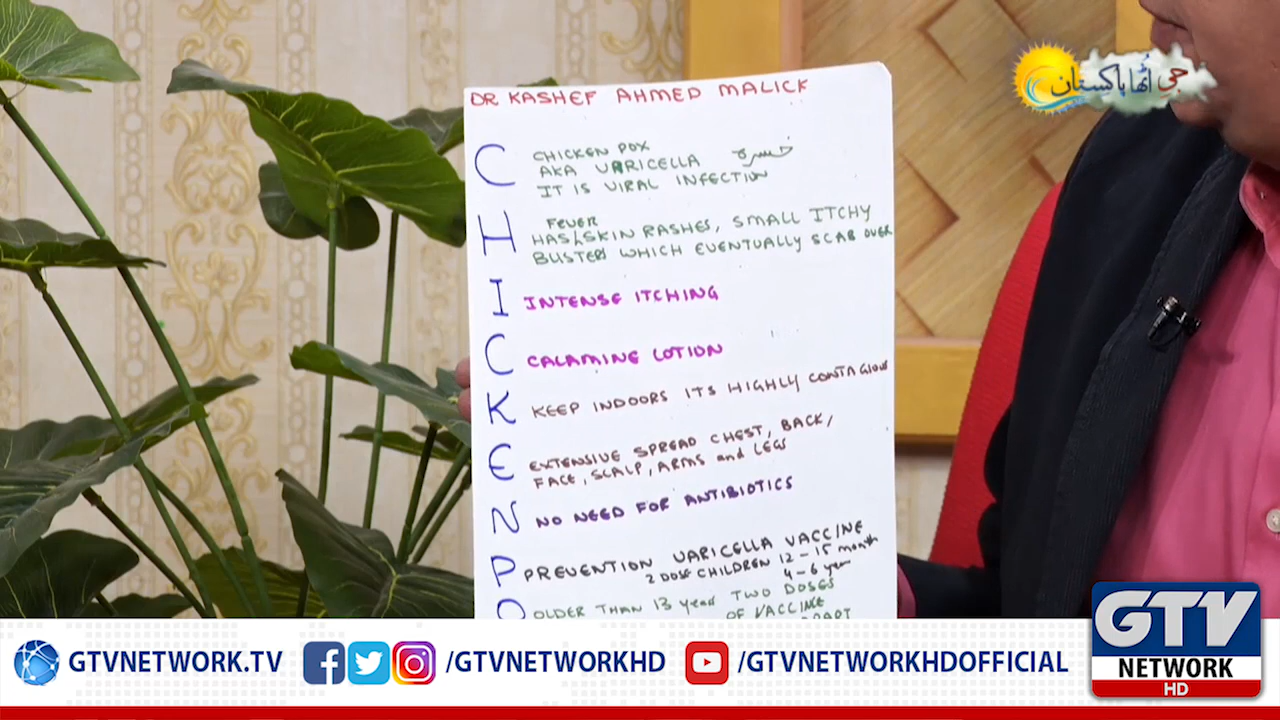 DR KASHEF AHMED MALICK
جی اُٹھا پاکستان
C CHICKEN POX
AKA VARICELLA خسرہ
IT IS VIRAL INFECTION
FEVER
H HAS SKIN RASHES, SMALL ITCHY
BLISTERS WHICH EVENTUALLY SCAB OVER
I INTENSE ITCHING
C CALAMING LOTION
K KEEP INDOORS ITS HIGHLY CONTAGIOUS
E EXTENSIVE SPREAD CHEST, BACK,
FACE, SCALP, ARMS and LEGS
N NO NEED FOR ANTIBIOTICS
P PREVENTION VARICELLA VACCINE
2 DOSE CHILDREN 12 - 15 month
4 - 6 year
O OLDER THAN 13 year TWO DOSES
OF VACCINE
APART
GTVNETWORK.TV /GTVNETWORKHD /GTVNETWORKHDOFFICIAL
GTV
NETWORK
HD